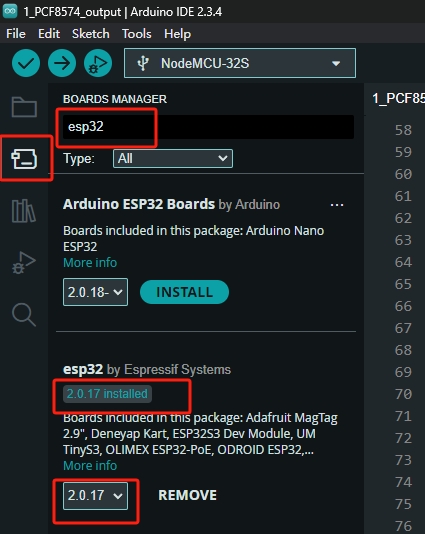 1_PCF8574_output | Arduino IDE 2.3.4
File Edit Sketch Tools Help
NodeMCU-32S
BOARDS MANAGER
1_PCF85
esp32
Type: All
Arduino ESP32 Boards by Arduino ...
Boards included in this package: Arduino Nano
ESP32
More info
2.0.18- INSTALL
esp32 by Espressif Systems
2.0.17 installed
Boards included in this package: Adafruit MagTag
2.9", Deneyap Kart, ESP32S3 Dev Module, UM
TinyS3, OLIMEX ESP32-PoE, ODROID ESP32,...
More info
2.0.17 REMOVE
58
59
60
61
62
63
64
65
66
67
68
69
70
71
72
73
74
75
76